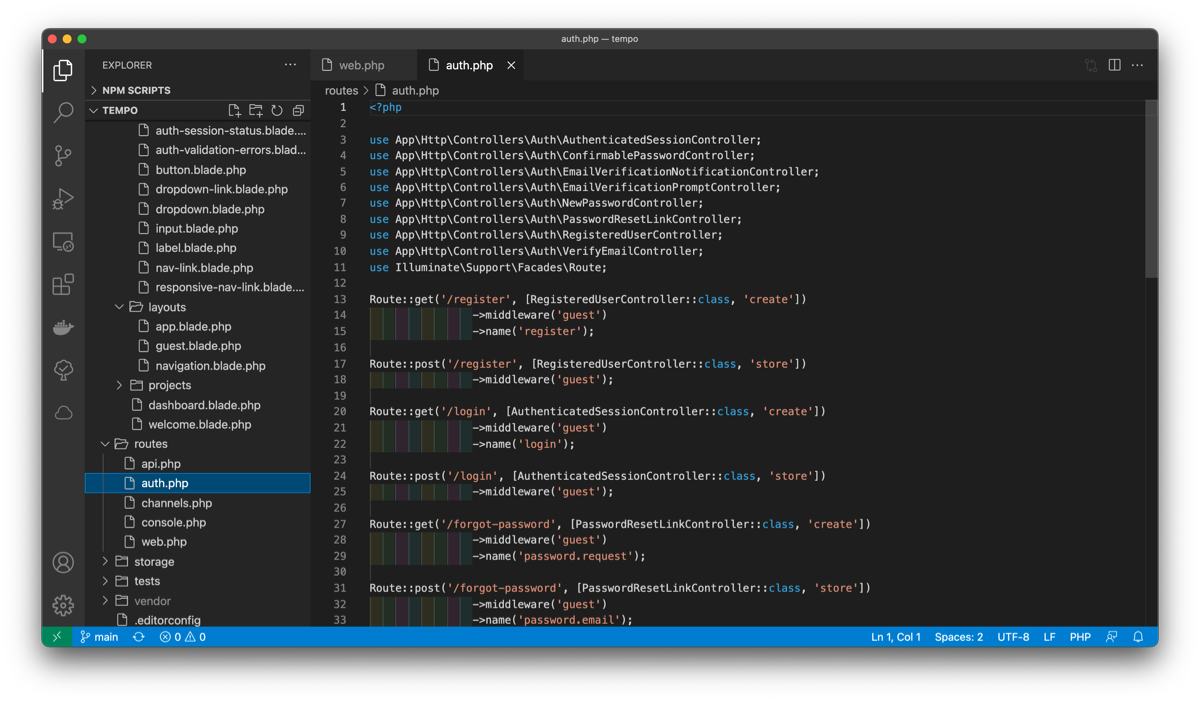 auth.php — tempo
EXPLORER
NPM SCRIPTS
TEMPO
auth-session-status.blade....
auth-validation-errors.blad...
button.blade.php
dropdown-link.blade.php
dropdown.blade.php
input.blade.php
label.blade.php
nav-link.blade.php
responsive-nav-link.blade....
layouts
app.blade.php
guest.blade.php
navigation.blade.php
projects
dashboard.blade.php
welcome.blade.php
routes
api.php
auth.php
channels.php
console.php
web.php
storage
tests
vendor
.editorconfig
web.php auth.php
routes > auth.php
1 <?php
2
3 use App\Http\Controllers\Auth\AuthenticatedSessionController;
4 use App\Http\Controllers\Auth\ConfirmablePasswordController;
5 use App\Http\Controllers\Auth\EmailVerificationNotificationController;
6 use App\Http\Controllers\Auth\EmailVerificationPromptController;
7 use App\Http\Controllers\Auth\NewPasswordController;
8 use App\Http\Controllers\Auth\PasswordResetLinkController;
9 use App\Http\Controllers\Auth\RegisteredUserController;
10 use App\Http\Controllers\Auth\VerifyEmailController;
11 use Illuminate\Support\Facades\Route;
12
13 Route::get('/register', [RegisteredUserController::class, 'create'])
14 ->middleware('guest')
15 ->name('register');
16
17 Route::post('/register', [RegisteredUserController::class, 'store'])
18 ->middleware('guest');
19
20 Route::get('/login', [AuthenticatedSessionController::class, 'create'])
21 ->middleware('guest')
22 ->name('login');
23
24 Route::post('/login', [AuthenticatedSessionController::class, 'store'])
25 ->middleware('guest');
26
27 Route::get('/forgot-password', [PasswordResetLinkController::class, 'create'])
28 ->middleware('guest')
29 ->name('password.request');
30
31 Route::post('/forgot-password', [PasswordResetLinkController::class, 'store'])
32 ->middleware('guest')
33 ->name('password.email');
main 0 0 Ln 1, Col 1 Spaces: 2 UTF-8 LF PHP